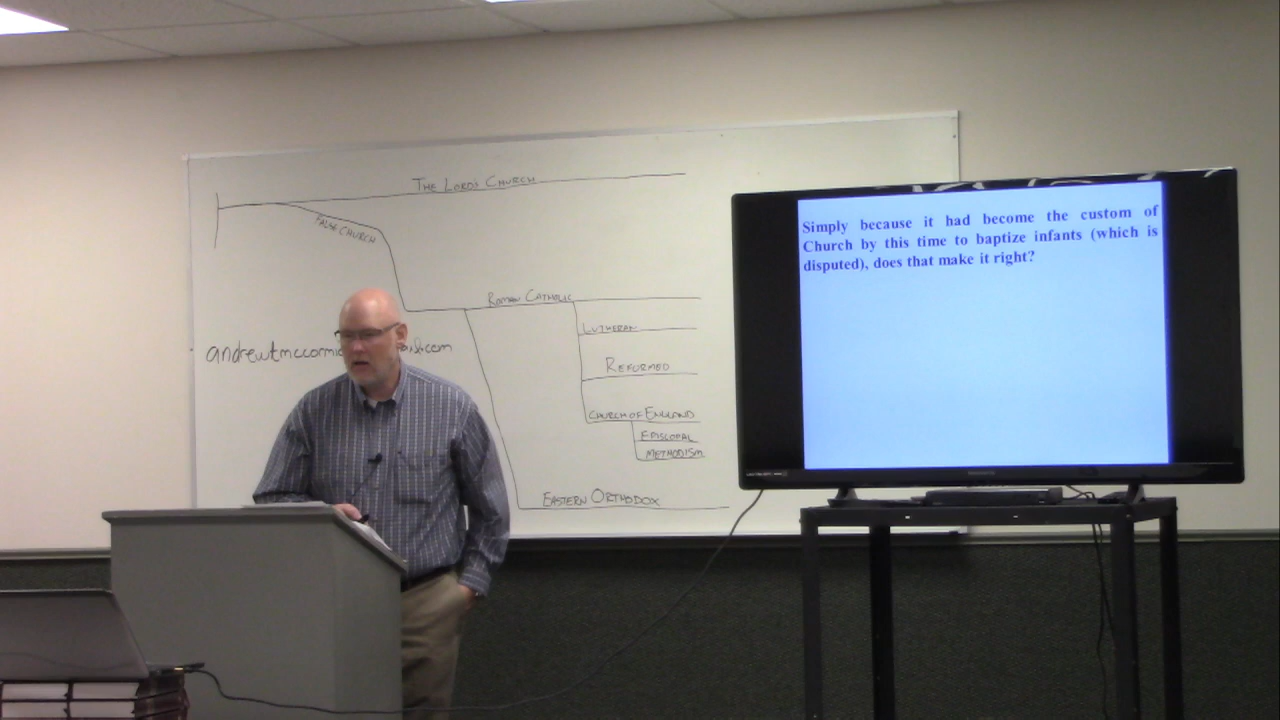 THE LORDS CHURCH
FALSE CHURCH
ROMAN CATHOLIC
LUTHERAN
REFORMED
CHURCH OF ENGLAND
EPISCOPAL
METHODISM
EASTERN ORTHODOX
Simply because it had become the custom of
Church by this time to baptize infants (which is
disputed), does that make it right?